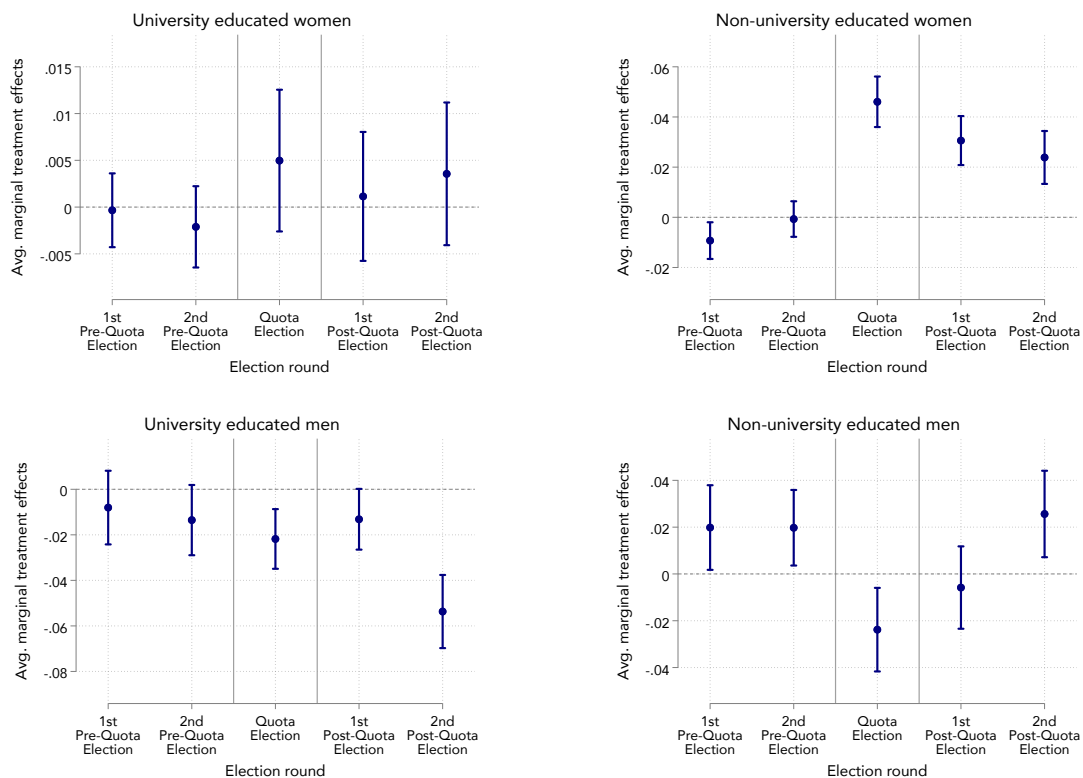 University educated women
Avg. marginal treatment effects
.015
.01
.005
0
-.005
1st
Pre-Quota
Election
2nd
Pre-Quota
Election
Quota
Election
1st
Post-Quota
Election
2nd
Post-Quota
Election
Election round
Non-university educated women
Avg. marginal treatment effects
.06
.04
.02
0
-.02
1st
Pre-Quota
Election
2nd
Pre-Quota
Election
Quota
Election
1st
Post-Quota
Election
2nd
Post-Quota
Election
Election round
University educated men
Avg. marginal treatment effects
0
-.02
-.04
-.06
-.08
1st
Pre-Quota
Election
2nd
Pre-Quota
Election
Quota
Election
1st
Post-Quota
Election
2nd
Post-Quota
Election
Election round
Non-university educated men
Avg. marginal treatment effects
.04
.02
0
-.02
-.04
1st
Pre-Quota
Election
2nd
Pre-Quota
Election
Quota
Election
1st
Post-Quota
Election
2nd
Post-Quota
Election
Election round